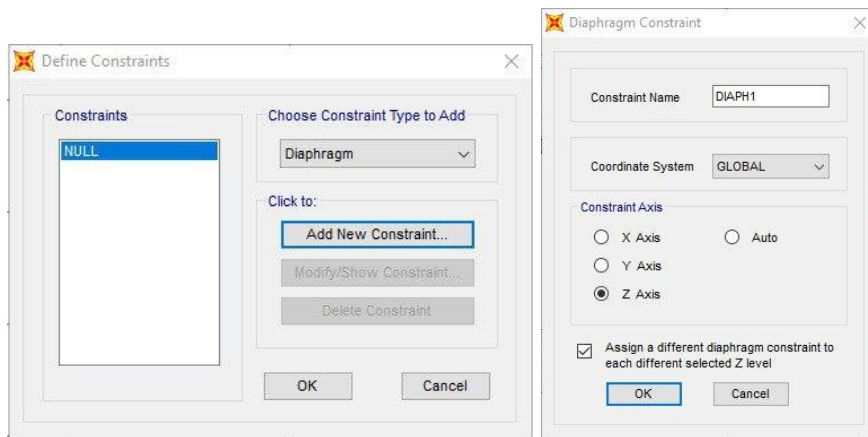 Define Constraints
Constraints
NULL
Choose Constraint Type to Add
Diaphragm
Click to:
Add New Constraint...
Modify/Show Constraint...
Delete Constraint
OK
Cancel
Diaphragm Constraint
Constraint Name
DIAPH1
Coordinate System
GLOBAL
Constraint Axis
X Axis
Auto
Y Axis
Z Axis
Assign a different diaphragm constraint to
each different selected Z level
OK
Cancel